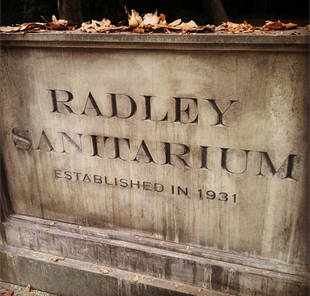 RADLEY
SANITARIUM
ESTABLISHED IN 1931